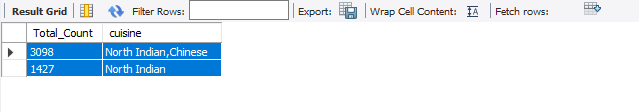 Result Grid Filter Rows: Export: Wrap Cell Content: IA Fetch rows:
Total_Count cuisine
3098 North Indian,Chinese
1427 North Indian